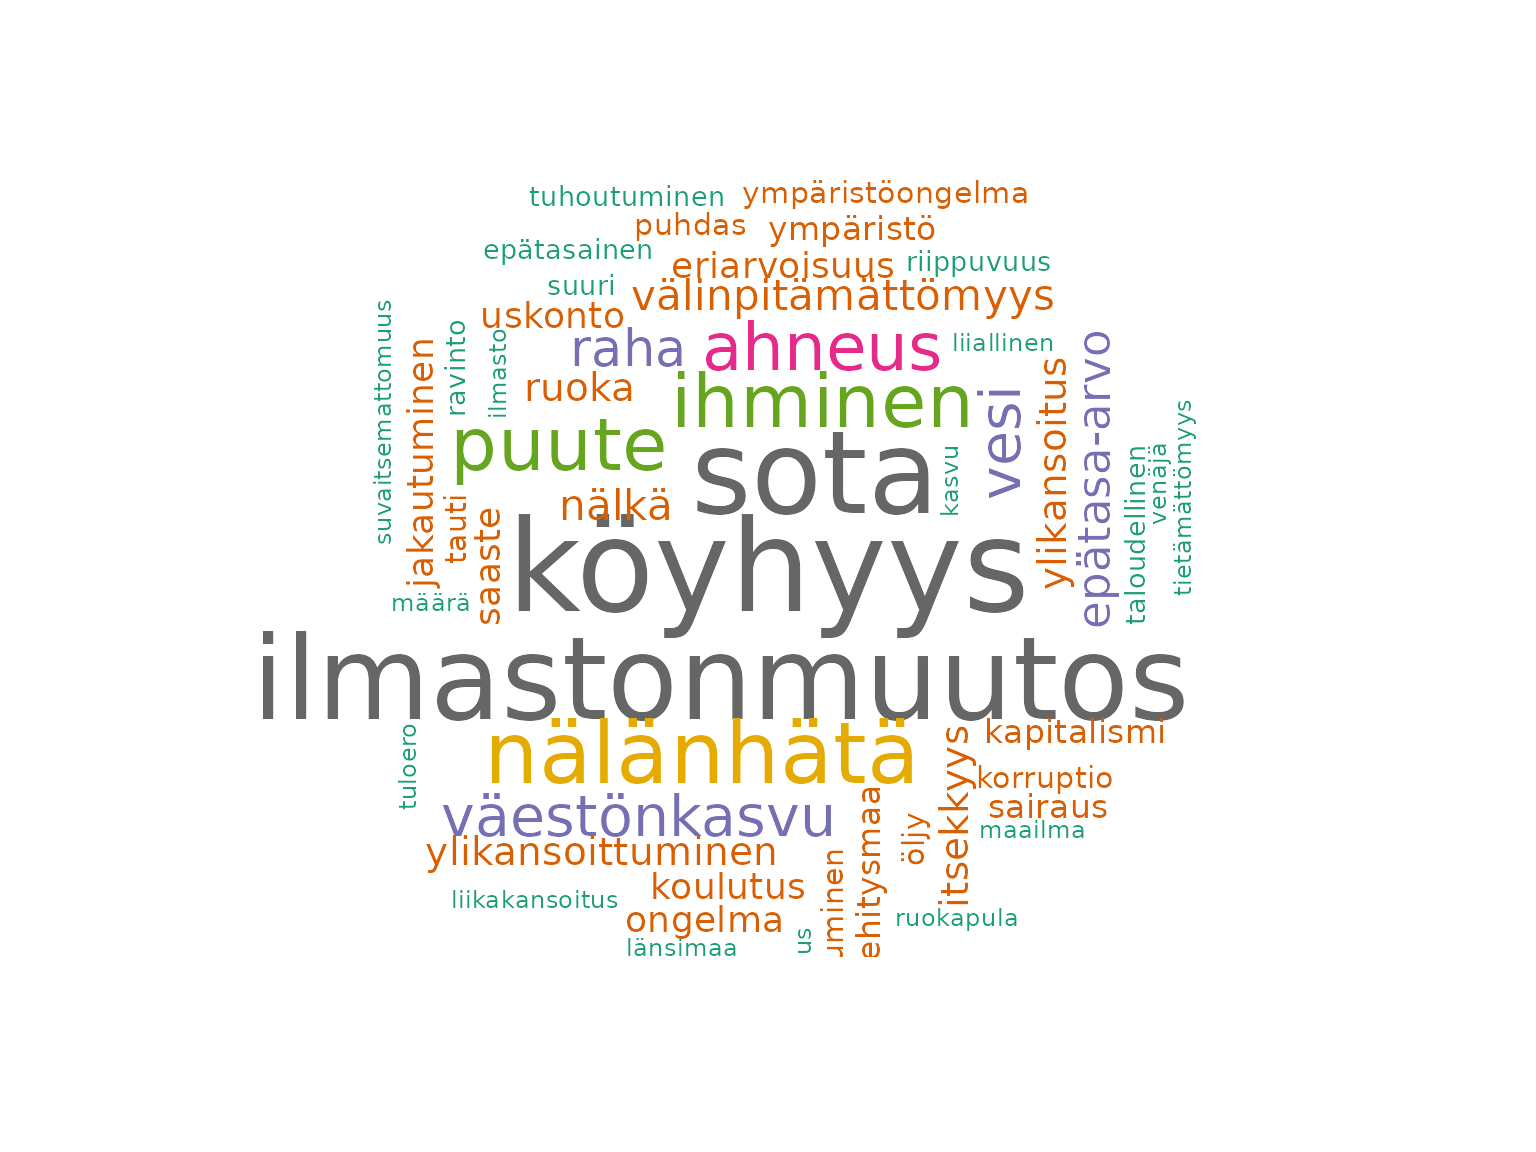 tuhoutuminen
ympäristöongelma
puhdas
ympäristö
epätasainen
eriarvoisuus
riippuvuus
suuri
välinpitämättömyys
uskonto
raha
ahneus
liiallinen
suvaitsemattomuus
jakautuminen
ravinto
ilmasto
ruoka
ihminen
vesi
ylikansoitus
epätasa-arvo
puute
sota
kasvu
taloudellinen
venäjä
tietämättömyys
nälkä
tauti
saaste
köyhyys
määrä
ilmastonmuutos
tuloero
nälänhätä
itsekkyys
kapitalismi
korruptio
väestönkasvu
sairaus
maailma
ylikansoittuminen
öljy
ehitysmaa
uminen
koulutus
liikakansoitus
ongelma
ruokapula
us
länsimaa